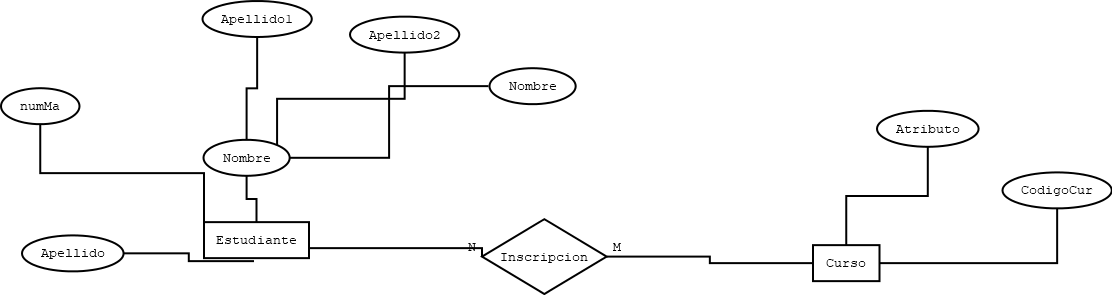 Apellido1
Apellido2
Nombre
numMa
Atributo
Nombre
CodigoCur
Estudiante
N
M
Apellido
Inscripcion
Curso